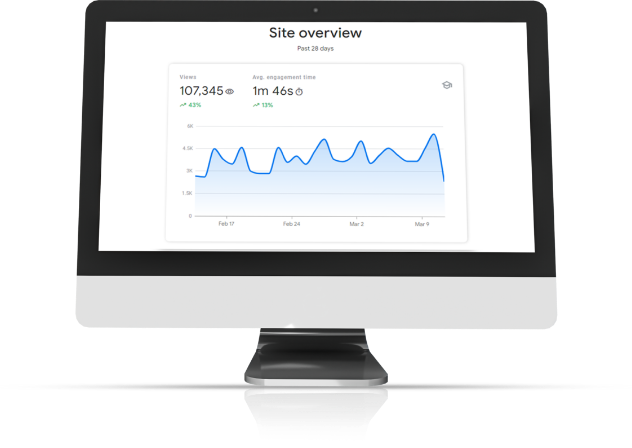 Site overview
Past 28 days
Views
Avg. engagement time
107,345
1m 46s
43%
13%
6K
4.5K
3K
1.5K
0
Feb 17
Feb 24
Mar 2
Mar 9